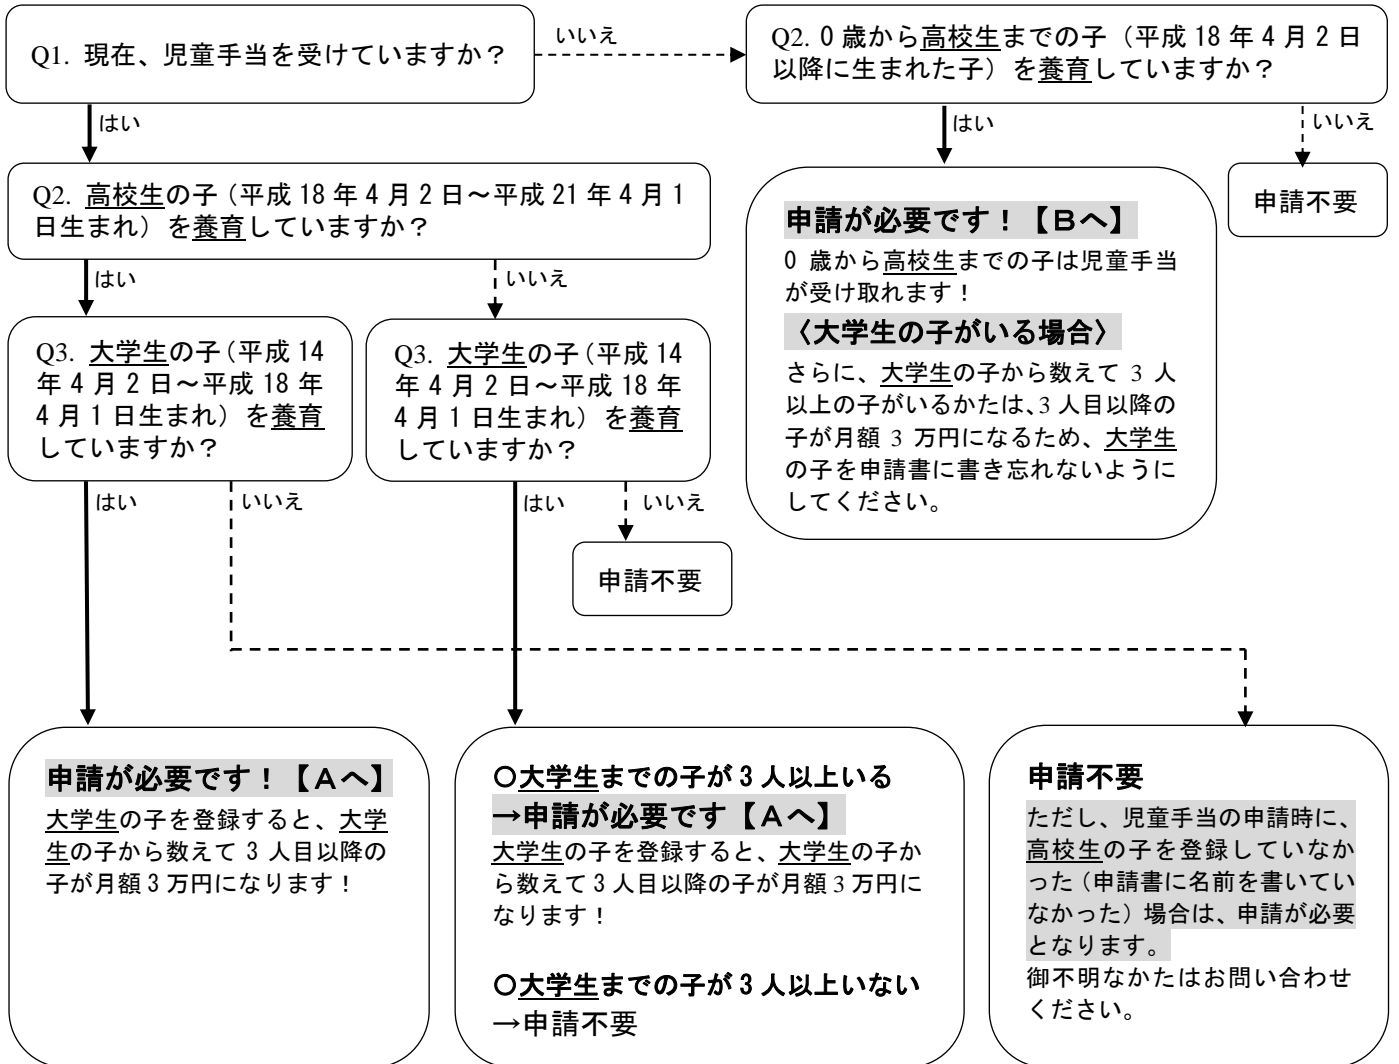 Q1. 現在、児童手当を受けていますか？
いいえ
Q2. 0 歳から高校生までの子（平成 18 年 4 月 2 日
以降に生まれた子）を養育していますか？
はい
はい
いいえ
Q2. 高校生の子（平成 18 年 4 月 2 日～平成 21 年 4 月 1
日生まれ）を養育していますか？
申請が必要です！【Ｂへ】
0 歳から高校生までの子は児童手当
が受け取れます！
〈大学生の子がいる場合〉
さらに、大学生の子から数えて 3 人
以上の子がいるかたは、3 人目以降の
子が月額 3 万円になるため、大学生
の子を申請書に書き忘れないように
してください。
申請不要
はい
いいえ
Q3. 大学生の子（平成 14
年 4 月 2 日～平成 18 年
4 月 1 日生まれ）を養育
していますか？
Q3. 大学生の子（平成 14
年 4 月 2 日～平成 18 年
4 月 1 日生まれ）を養育
していますか？
はい
いいえ
はい
いいえ
申請不要
申請が必要です！【Ａへ】
大学生の子を登録すると、大学
生の子から数えて 3 人目以降の
子が月額 3 万円になります！
〇大学生までの子が 3 人以上いる
→申請が必要です【Ａへ】
大学生の子を登録すると、大学生の子か
ら数えて 3 人目以降の子が月額 3 万円に
なります！
〇大学生までの子が 3 人以上いない
→申請不要
申請不要
ただし、児童手当の申請時に、
高校生の子を登録していなか
った（申請書に名前を書いてい
なかった）場合は、申請が必要
となります。
御不明なかたはお問い合わせ
ください。